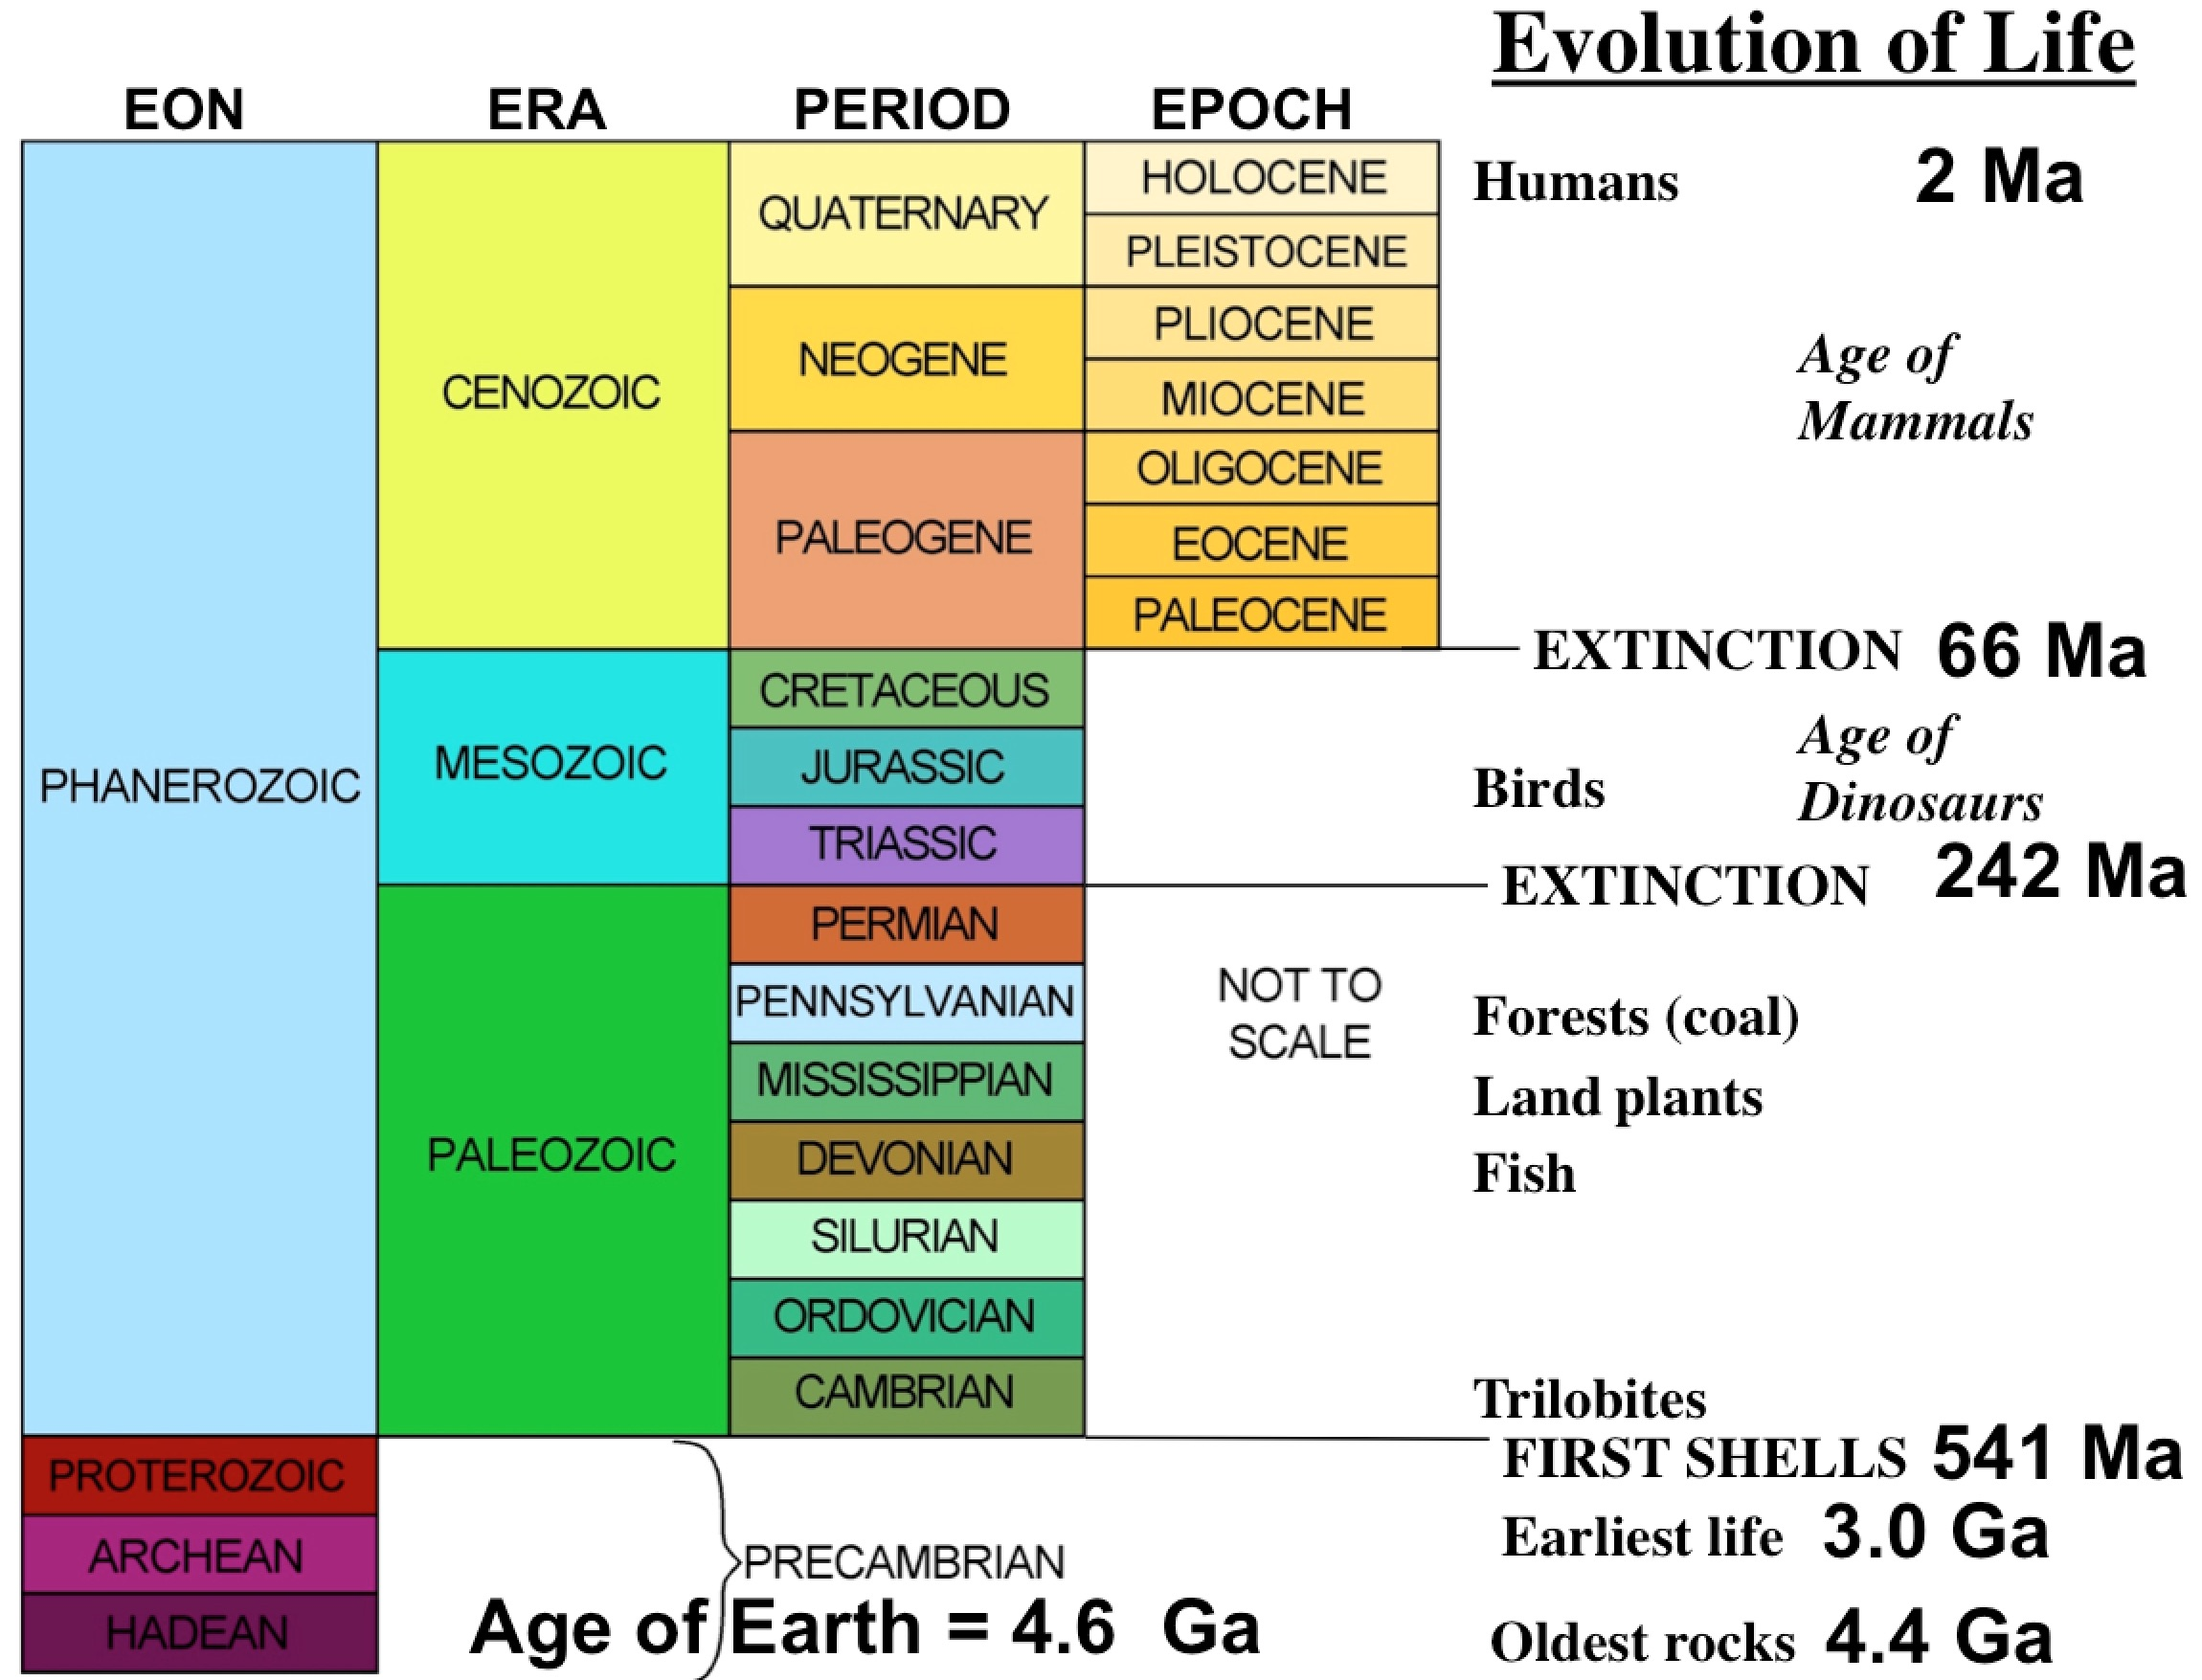 Evolution of Life
EON ERA PERIOD EPOCH
HOLOCENE
Humans 2 Ma
QUATERNARY
PLEISTOCENE
PLIOCENE
NEOGENE
Age of
Mammals
CENOZOIC
MIOCENE
OLIGOCENE
PALEOGENE
EOCENE
PALEOCENE
EXTINCTION 66 Ma
CRETACEOUS
Age of
Dinosaurs
PHANEROZOIC
MESOZOIC
JURASSIC
Birds
TRIASSIC
EXTINCTION 242 Ma
PERMIAN
NOT TO
SCALE
PENNSYLVANIAN
Forests (coal)
MISSISSIPPIAN
Land plants
PALEOZOIC
DEVONIAN
Fish
SILURIAN
ORDOVICIAN
CAMBRIAN
Trilobites
FIRST SHELLS 541 Ma
PROTEROZOIC
Earliest life 3.0 Ga
ARCHEAN
PRECAMBRIAN
HADEAN
Age of Earth = 4.6 Ga
Oldest rocks 4.4 Ga